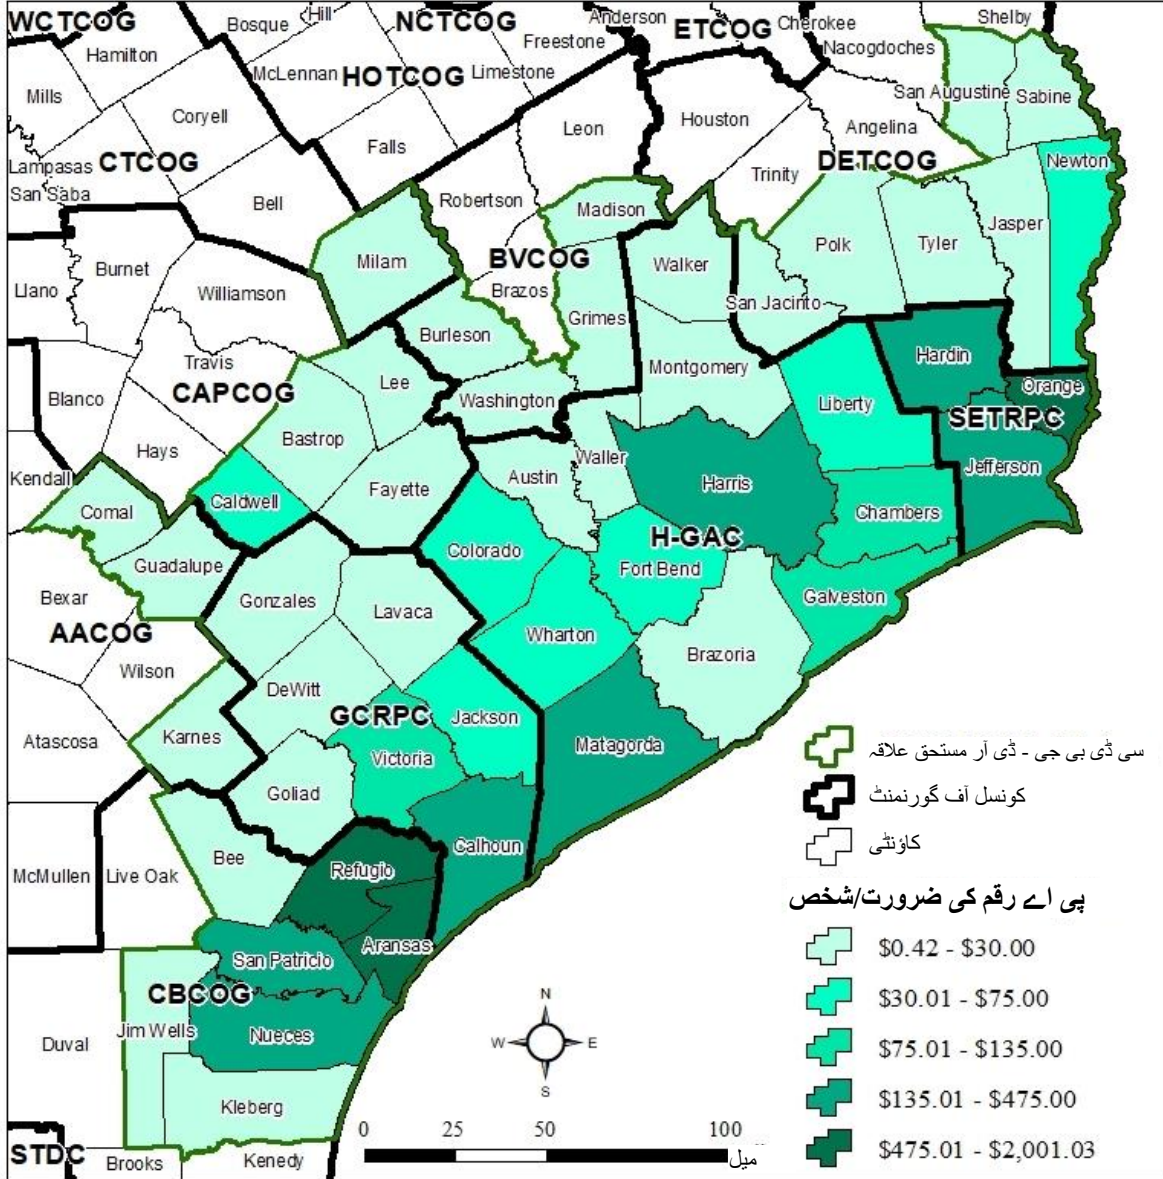 WCTCOG
Hamilton
Bosque
Hill
NCTCOG
Anderson
Freestone
ETCOG
Cherokee
Nacogdoches
Shelby
McLennan
HOTCOG
Limestone
Mills
Coryell
Falls
Leon
Houston
San Augustine
Sabine
Angelina
Lampasas
CTCOG
San Saba
Bell
Robertson
Trinity
DETCOG
Newton
Madison
Jasper
Burnet
Milam
BVCOG
Walker
Polk
Tyler
Llano
Williamson
Brazos
San Jacinto
Burleson
Grimes
Travis
Lee
Montgomery
Hardin
Orange
Blanco
CAPCOG
Washington
Liberty
SETRPC
Bastrop
Hays
Waller
Jefferson
Kendall
Austin
Harris
Comal
Caldwell
Fayette
Chambers
H-GAC
Guadalupe
Colorado
Fort Bend
Bexar
Gonzales
Lavaca
Galveston
AACOG
Wharton
Wilson
Brazoria
DeWitt
GCRPC
Jackson
Atascosa
Karnes
Victoria
Matagorda
Goliad
Calhoun
McMullen
Live Oak
Bee
Refugio
Aransas
San Patricio
CBCOG
Jim Wells
Nueces
Duval
Kleberg
STDC
Brooks
Kenedy
سی ڈی بی جی - ڈی آر مستحق علاقہ
کونسل آف گورنمنٹ
کاؤنٹی
پی اے رقم کی ضرورت/شخص
$0.42 - $30.00
$30.01 - $75.00
$75.01 - $135.00
$135.01 - $475.00
$475.01 - $2,001.03
N
W E
S
0 25 50 100
میل